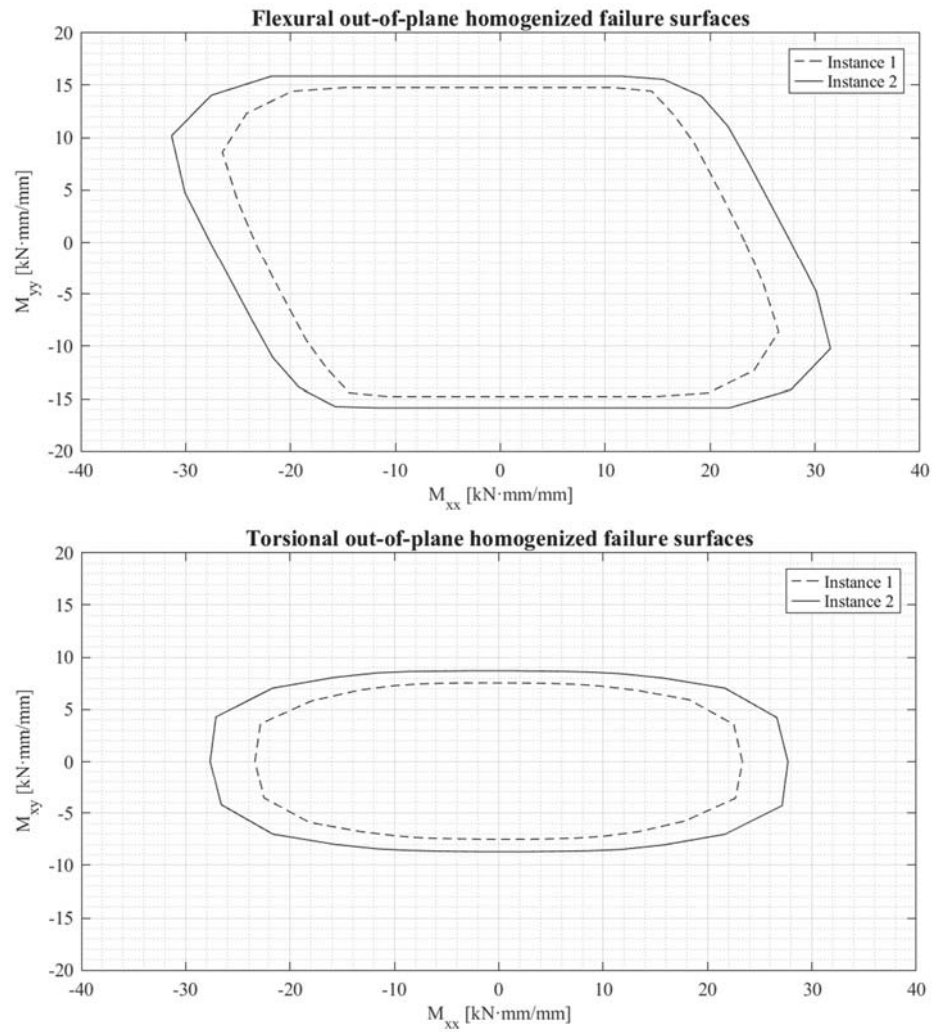 Flexural out-of-plane homogenized failure surfaces
20
15
10
5
0
-5
-10
-15
-20
M_yy [kN·mm/mm]
Instance 1
Instance 2
-40 -30 -20 -10 0 10 20 30 40
M_xx [kN·mm/mm]
Torsional out-of-plane homogenized failure surfaces
20
15
10
5
0
-5
-10
-15
-20
M_xy [kN·mm/mm]
Instance 1
Instance 2
-40 -30 -20 -10 0 10 20 30 40
M_xx [kN·mm/mm]